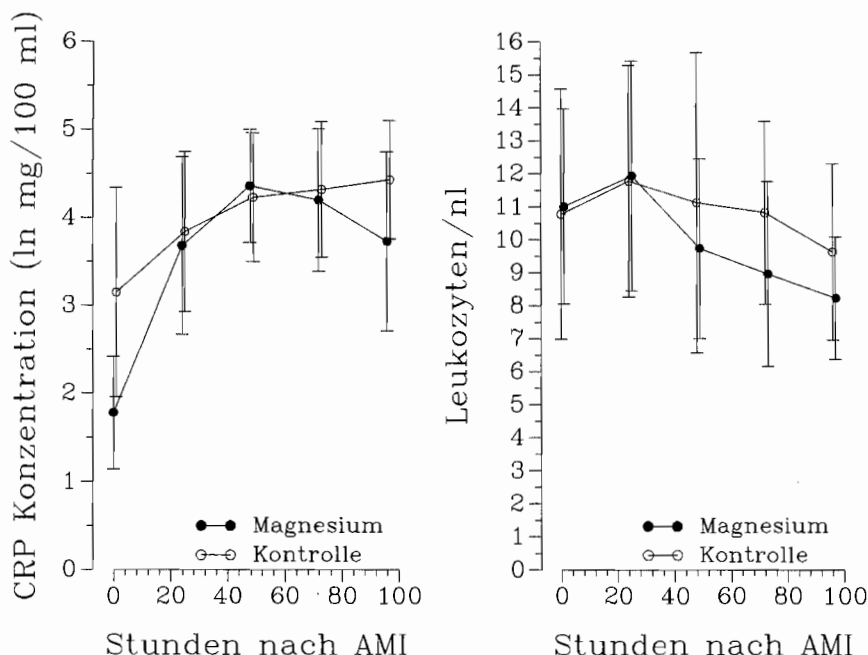 CRP Konzentration (ln mg/100 ml)
6
5
4
3
2
1
0
Magnesium
Kontrolle
0 20 40 60 80 100
Stunden nach AMI
Leukozyten/nl
16
15
14
13
12
11
10
9
8
7
6
5
4
3
2
1
0
Magnesium
Kontrolle
0 20 40 60 80 100
Stunden nach AMI